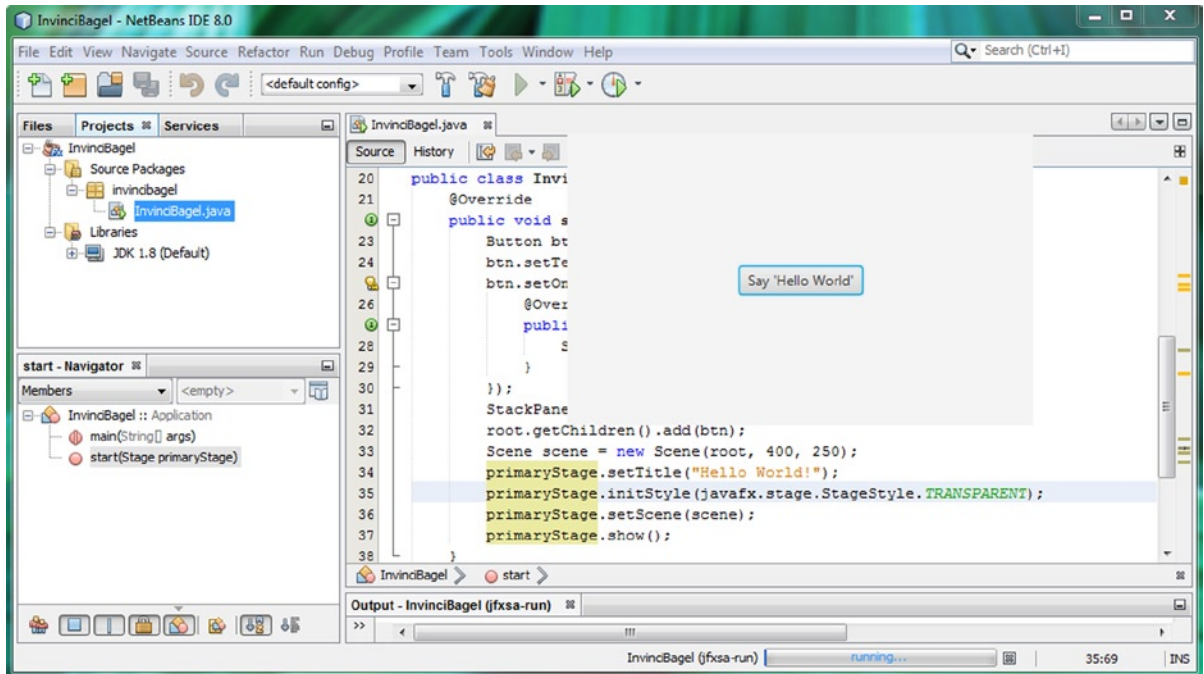 InvinciBagel - NetBeans IDE 8.0
File Edit View Navigate Source Refactor Run Debug Profile Team Tools Window Help
Search (Ctrl+I)
<default config>
Files Projects Services
InvinciBagel
Source Packages
invincibagel
InvinciBagel.java
Libraries
JDK 1.8 (Default)
start - Navigator
Members <empty>
InvinciBagel :: Application
main(String[] args)
start(Stage primaryStage)
InvinciBagel.java
Source History
20 public class Invi
21 @Override
public void s
23 Button bt
24 btn.setTe
btn.setOn
26 @Over
publi
28 S
29 }
30 });
31 StackPane
32 root.getChildren().add(btn);
33 Scene scene = new Scene(root, 400, 250);
34 primaryStage.setTitle("Hello World!");
35 primaryStage.initStyle(javafx.stage.StageStyle.TRANSPARENT);
36 primaryStage.setScene(scene);
37 primaryStage.show();
38 }
Say 'Hello World'
InvinciBagel start
Output - InvinciBagel (jfxsa-run)
InvinciBagel (jfxsa-run) running... 35:69 INS